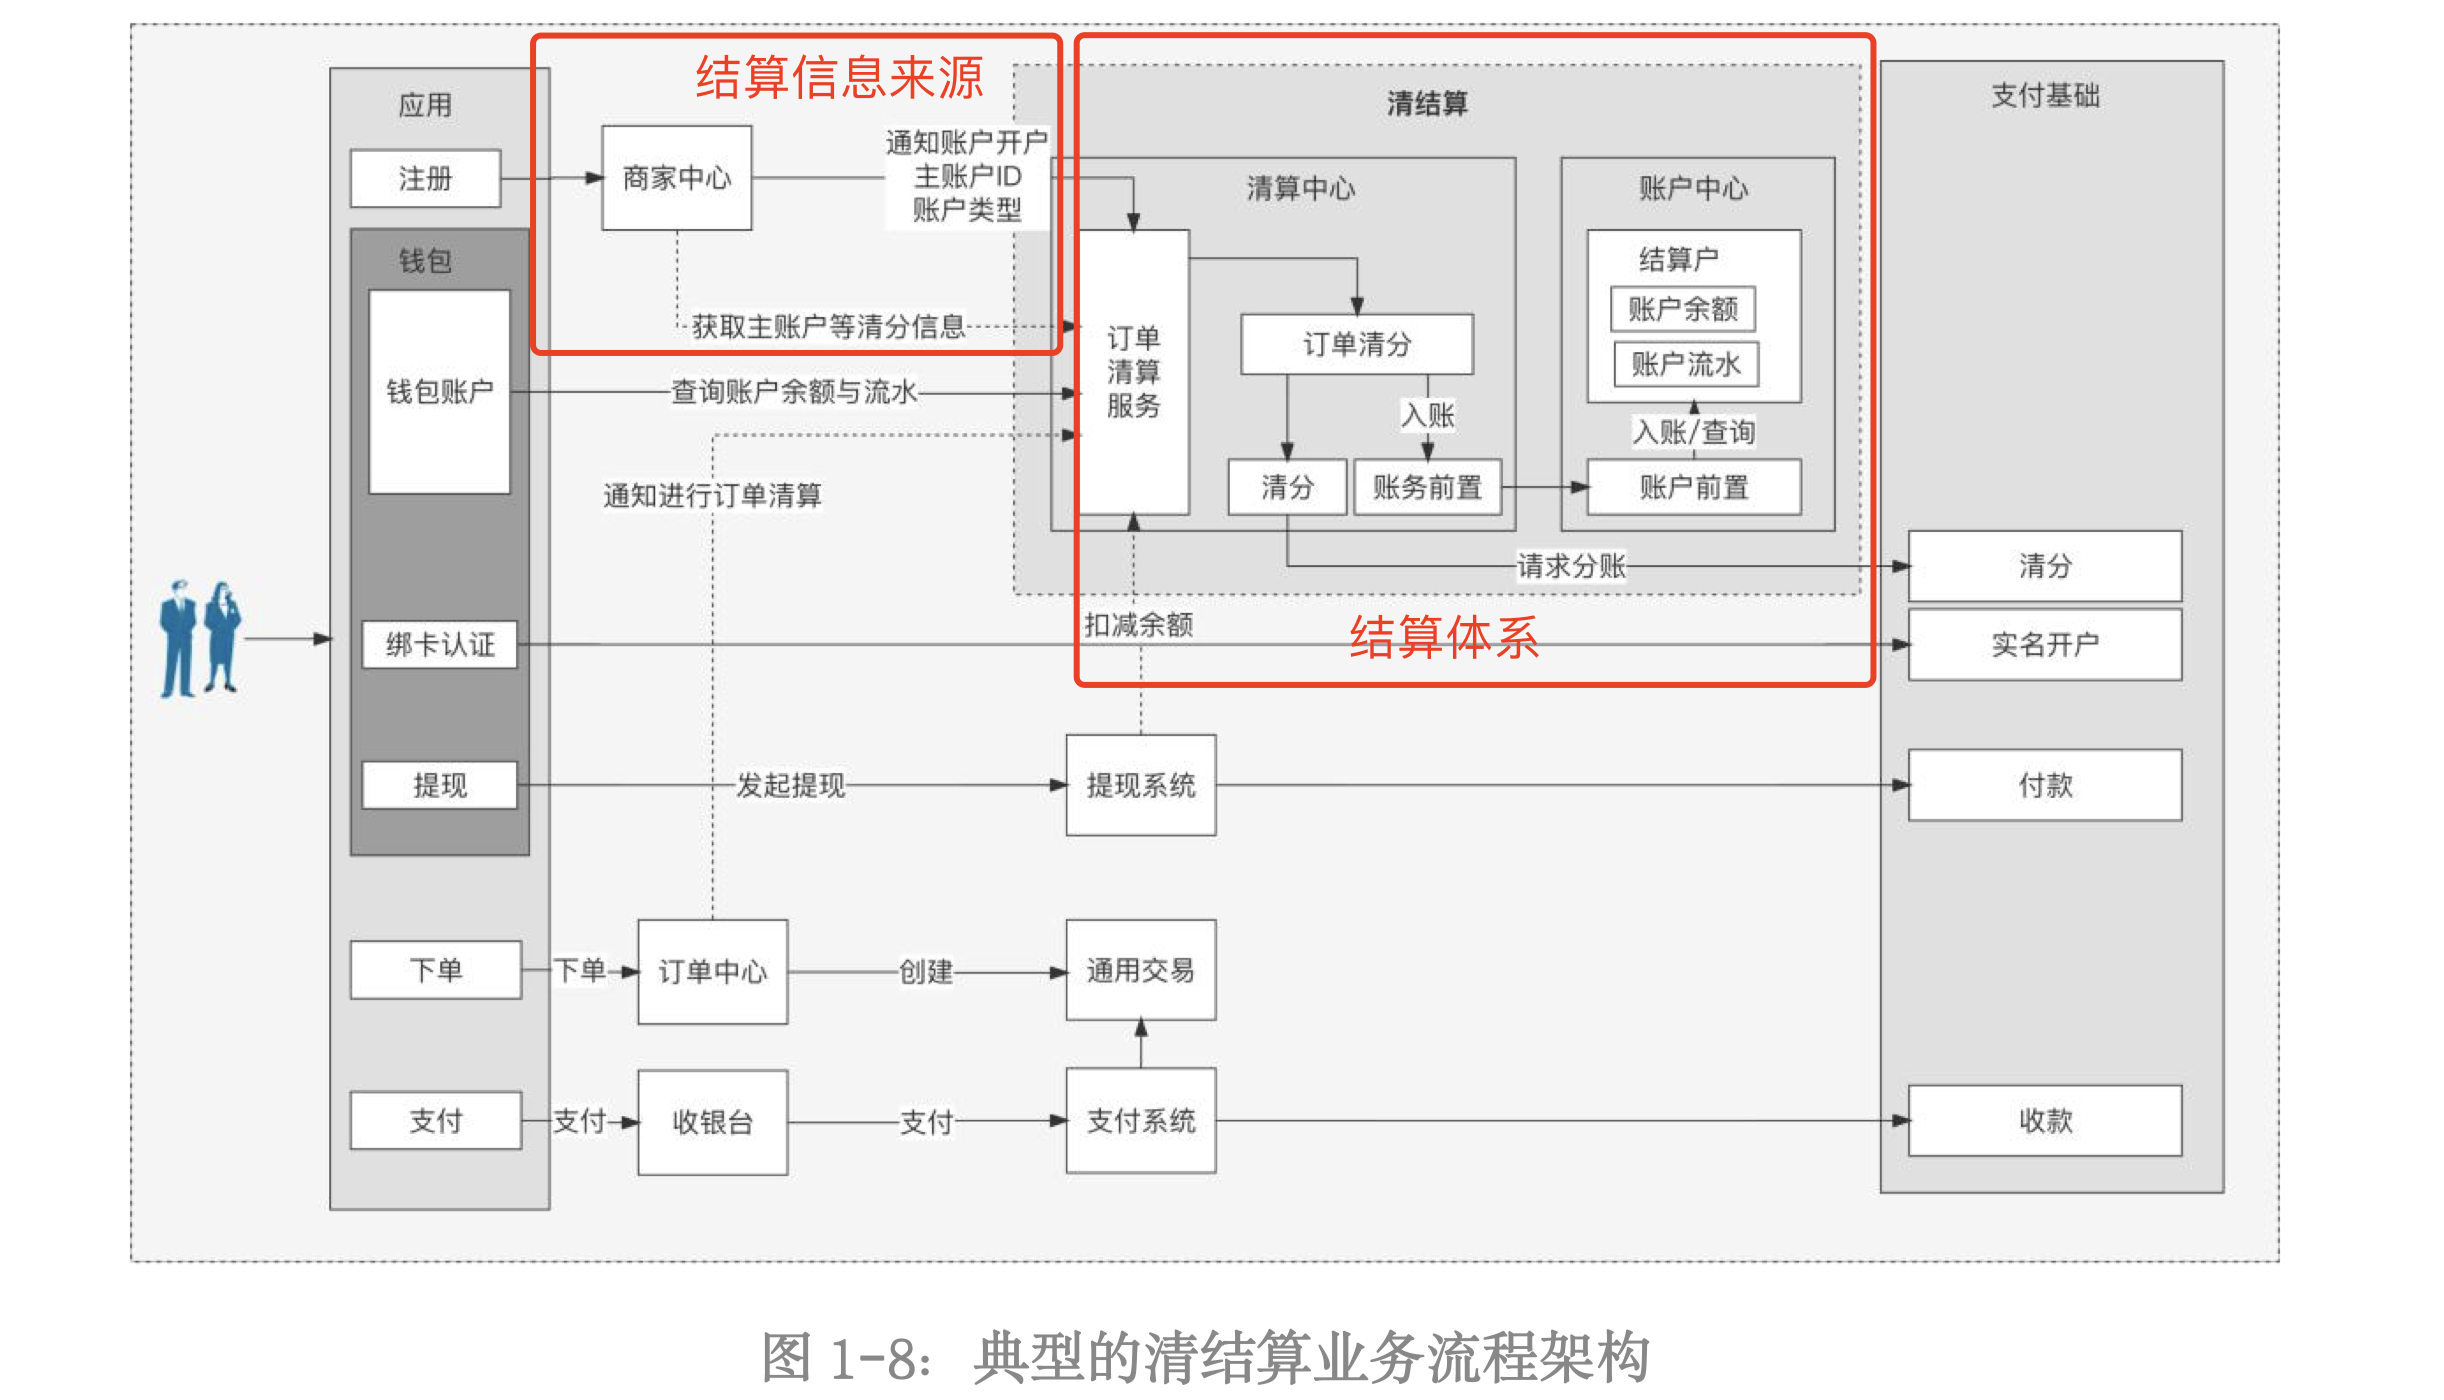 结算信息来源
应用
注册
商家中心
通知账户开户
主账户ID
账户类型
获取主账户等清分信息
钱包
钱包账户
查询账户余额与流水
通知进行订单清算
绑卡认证
提现
发起提现
提现系统
扣减余额
清结算
清算中心
订单
清算
服务
订单清分
入账
清分
账务前置
账户中心
结算户
账户余额
账户流水
入账/查询
账户前置
请求分账
结算体系
支付基础
清分
实名开户
付款
收款
下单
下单
订单中心
创建
通用交易
支付
支付
收银台
支付
支付系统
图 1-8：典型的清结算业务流程架构